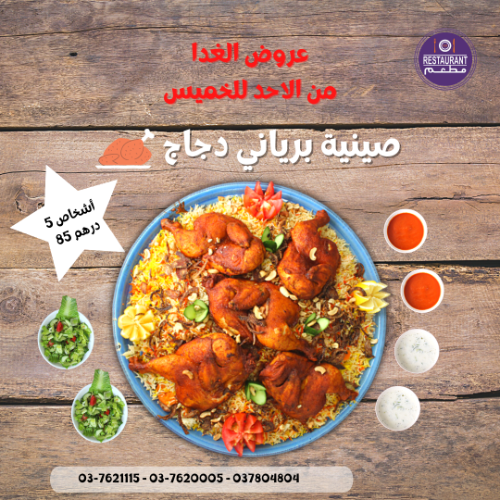 عروض الغدا
من الاحد للخميس
RESTAURANT
مطعم
صينية برياني دجاج
أشخاص 5
درهم 85
03-7621115 - 03-7620005 - 037804804